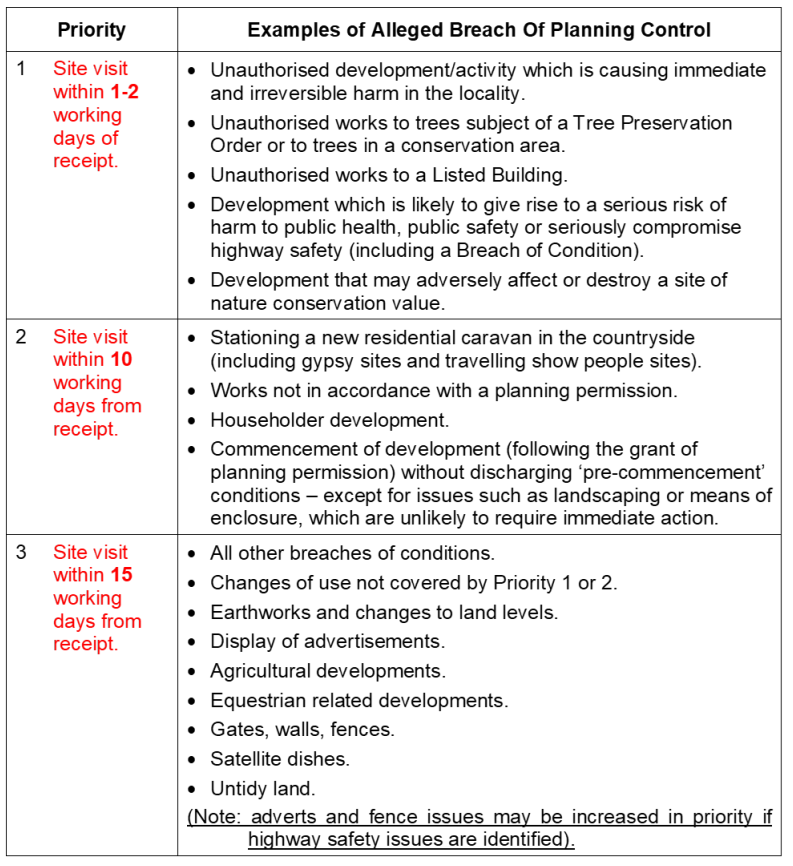 Priority
Examples of Alleged Breach Of Planning Control
1 Site visit
within 1-2
working
days of
receipt.
• Unauthorised development/activity which is causing immediate
and irreversible harm in the locality.
• Unauthorised works to trees subject of a Tree Preservation
Order or to trees in a conservation area.
• Unauthorised works to a Listed Building.
• Development which is likely to give rise to a serious risk of
harm to public health, public safety or seriously compromise
highway safety (including a Breach of Condition).
• Development that may adversely affect or destroy a site of
nature conservation value.
2 Site visit
within 10
working
days from
receipt.
• Stationing a new residential caravan in the countryside
(including gypsy sites and travelling show people sites).
• Works not in accordance with a planning permission.
• Householder development.
• Commencement of development (following the grant of
planning permission) without discharging ‘pre-commencement’
conditions – except for issues such as landscaping or means of
enclosure, which are unlikely to require immediate action.
3 Site visit
within 15
working
days from
receipt.
• All other breaches of conditions.
• Changes of use not covered by Priority 1 or 2.
• Earthworks and changes to land levels.
• Display of advertisements.
• Agricultural developments.
• Equestrian related developments.
• Gates, walls, fences.
• Satellite dishes.
• Untidy land.
(Note: adverts and fence issues may be increased in priority if
highway safety issues are identified).